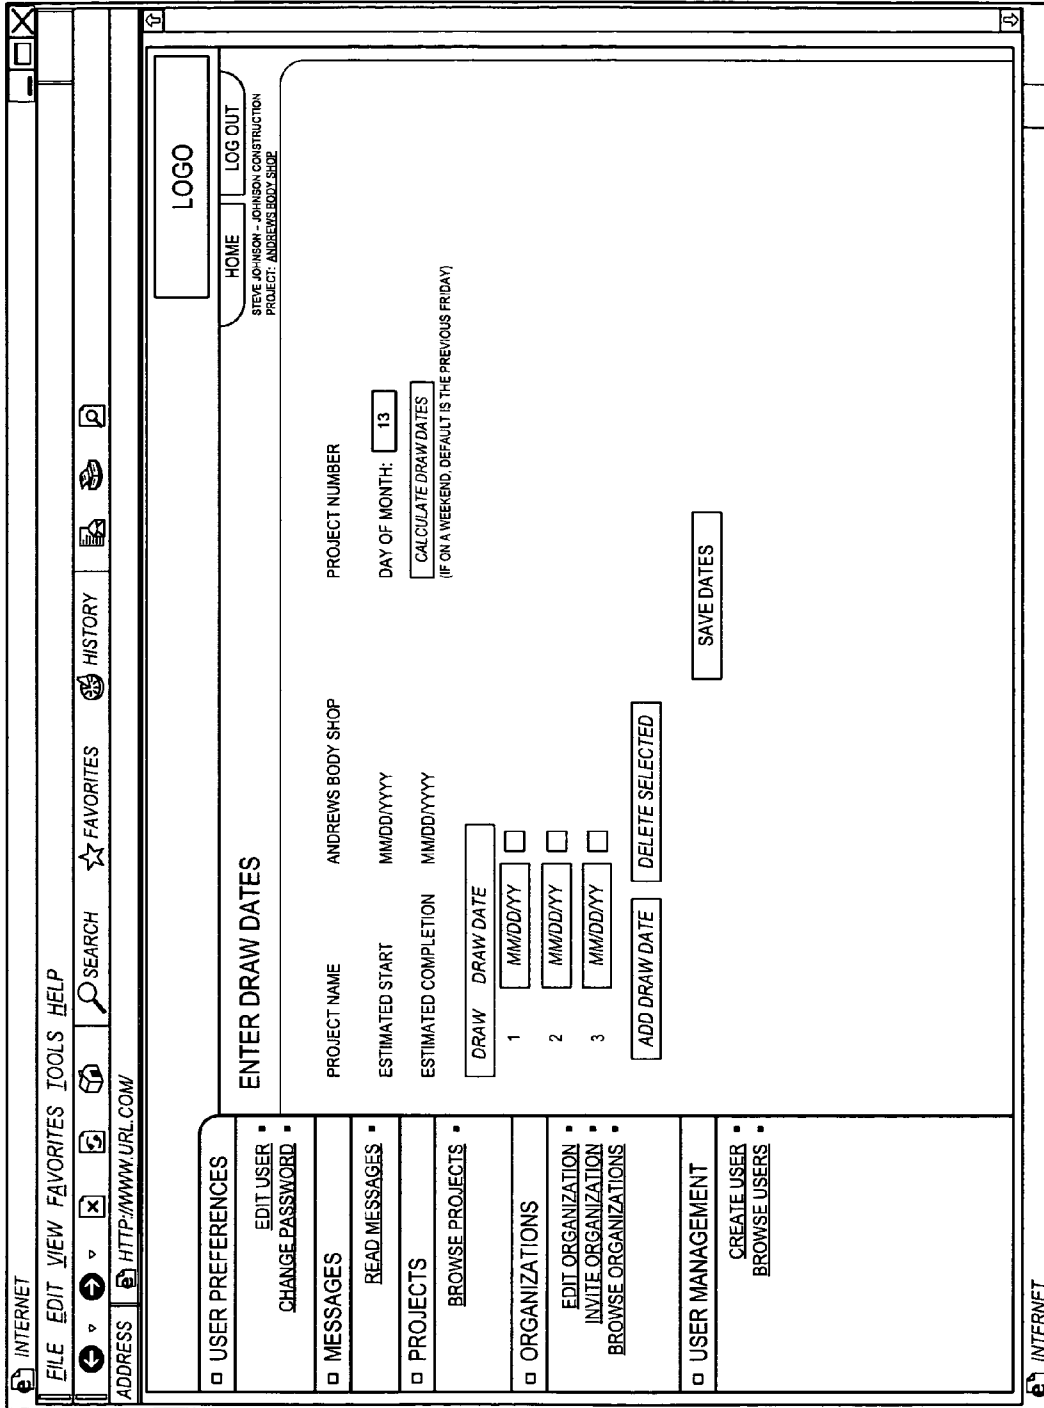 INTERNET
FILE EDIT VIEW FAVORITES TOOLS HELP
SEARCH FAVORITES HISTORY
ADDRESS HTTP://WWW.URL.COM/
LOGO
HOME LOG OUT
STEVE JOHNSON - JOHNSON CONSTRUCTION
PROJECT: ANDREWS BODY SHOP
USER PREFERENCES
EDIT USER
CHANGE PASSWORD
MESSAGES
READ MESSAGES
PROJECTS
BROWSE PROJECTS
ORGANIZATIONS
EDIT ORGANIZATION
INVITE ORGANIZATION
BROWSE ORGANIZATIONS
USER MANAGEMENT
CREATE USER
BROWSE USERS
ENTER DRAW DATES
PROJECT NAME ANDREWS BODY SHOP PROJECT NUMBER
ESTIMATED START MM/DD/YYYY DAY OF MONTH: 13
ESTIMATED COMPLETION MM/DD/YYYY CALCULATE DRAW DATES
(IF ON A WEEKEND, DEFAULT IS THE PREVIOUS FRIDAY)
DRAW DRAW DATE
1 MM/DD/YY
2 MM/DD/YY
3 MM/DD/YY
ADD DRAW DATE DELETE SELECTED
SAVE DATES
INTERNET